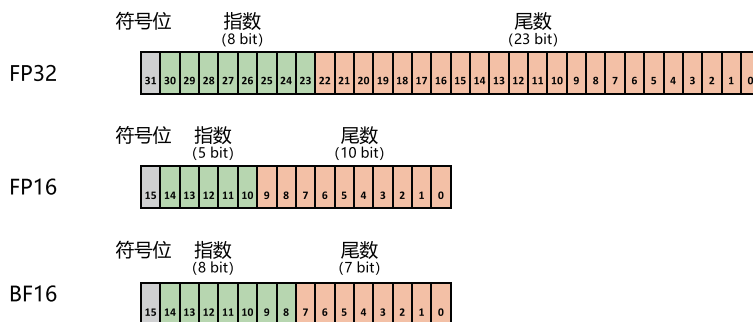 符号位 指数 尾数
(8 bit) (23 bit)
FP32
31 30 29 28 27 26 25 24 23 22 21 20 19 18 17 16 15 14 13 12 11 10 9 8 7 6 5 4 3 2 1 0
符号位 指数 尾数
(5 bit) (10 bit)
FP16
15 14 13 12 11 10 9 8 7 6 5 4 3 2 1 0
符号位 指数 尾数
(8 bit) (7 bit)
BF16
15 14 13 12 11 10 9 8 7 6 5 4 3 2 1 0